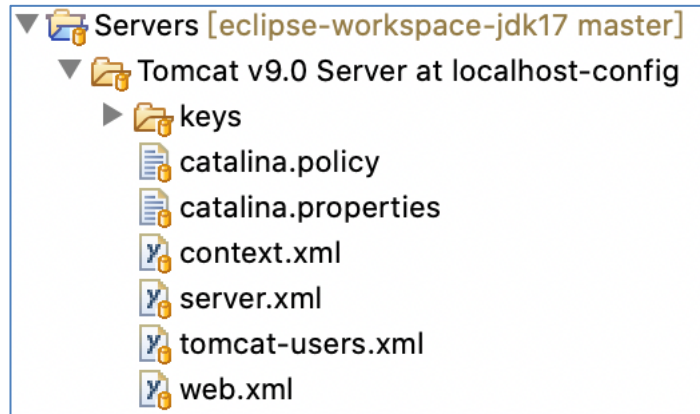 Servers [eclipse-workspace-jdk17 master]
Tomcat v9.0 Server at localhost-config
keys
catalina.policy
catalina.properties
context.xml
server.xml
tomcat-users.xml
web.xml